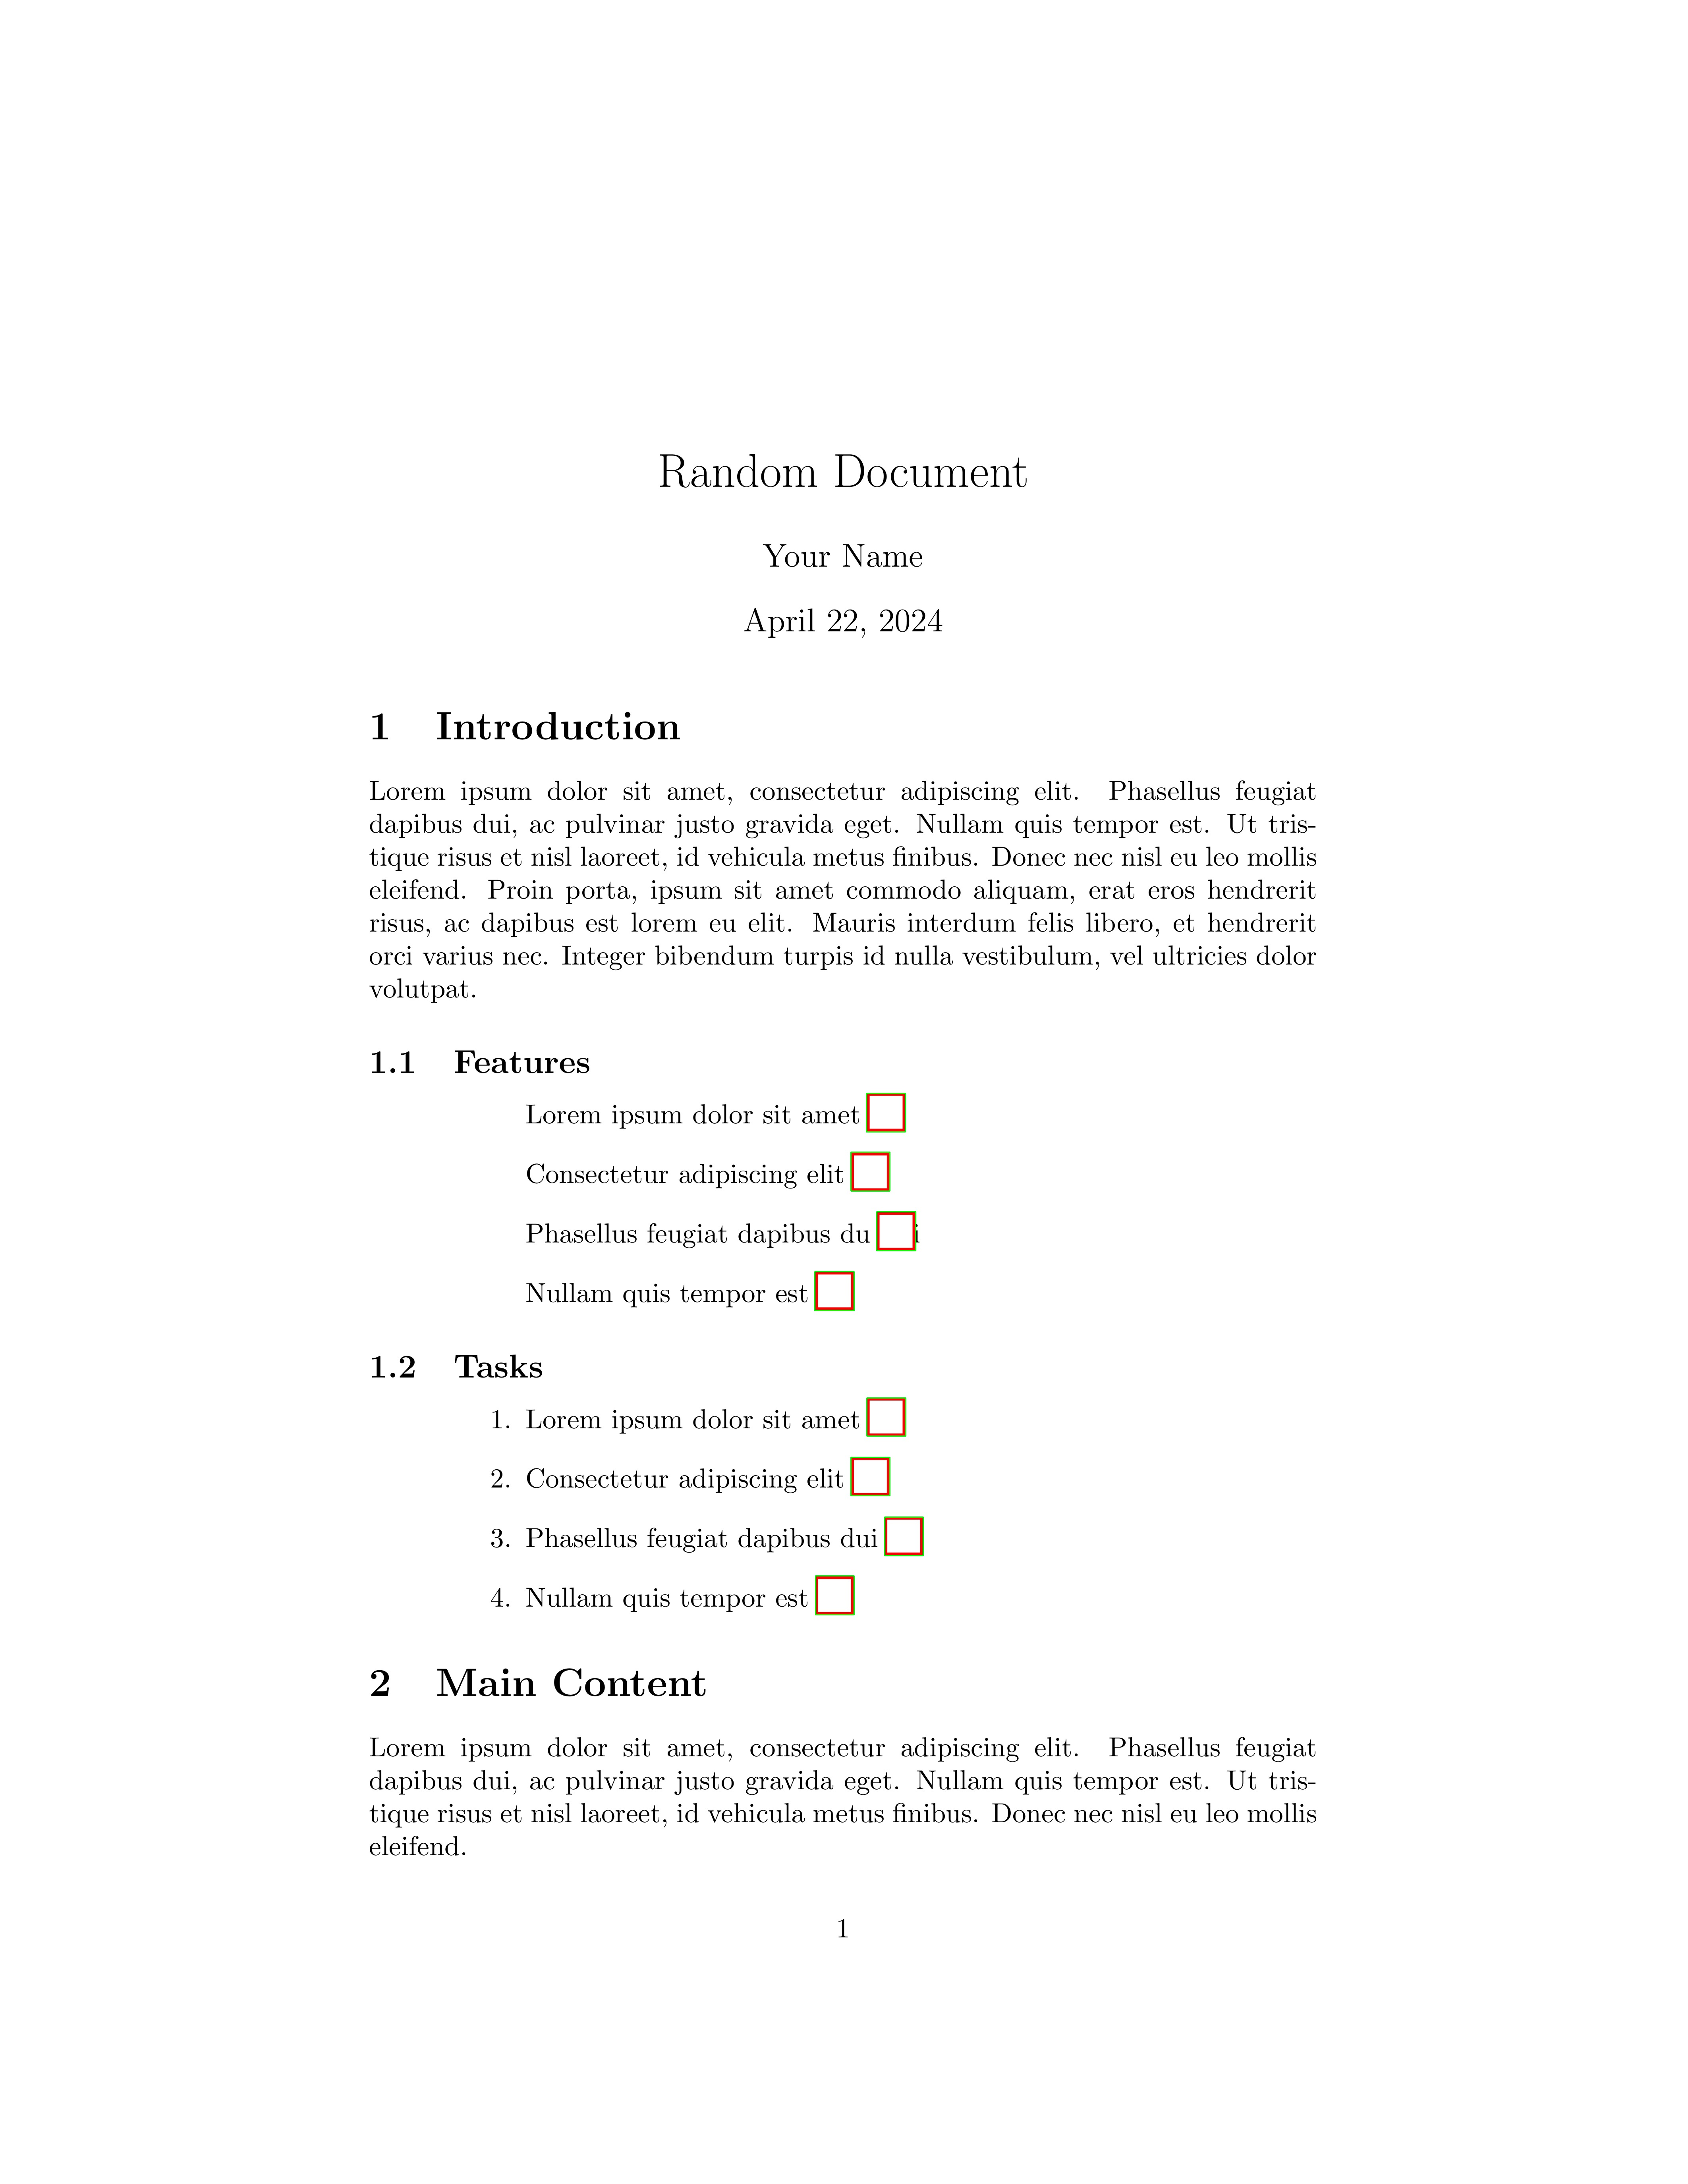 Random Document
Your Name
April 22, 2024
1 Introduction
Lorem ipsum dolor sit amet, consectetur adipiscing elit. Phasellus feugiat
dapibus dui, ac pulvinar justo gravida eget. Nullam quis tempor est. Ut tris-
tique risus et nisl laoreet, id vehicula metus finibus. Donec nec nisl eu leo mollis
eleifend. Proin porta, ipsum sit amet commodo aliquam, erat eros hendrerit
risus, ac dapibus est lorem eu elit. Mauris interdum felis libero, et hendrerit
orci varius nec. Integer bibendum turpis id nulla vestibulum, vel ultricies dolor
volutpat.
1.1 Features
Lorem ipsum dolor sit amet
Consectetur adipiscing elit
Phasellus feugiat dapibus du i
Nullam quis tempor est
1.2 Tasks
1. Lorem ipsum dolor sit amet
2. Consectetur adipiscing elit
3. Phasellus feugiat dapibus dui
4. Nullam quis tempor est
2 Main Content
Lorem ipsum dolor sit amet, consectetur adipiscing elit. Phasellus feugiat
dapibus dui, ac pulvinar justo gravida eget. Nullam quis tempor est. Ut tris-
tique risus et nisl laoreet, id vehicula metus finibus. Donec nec nisl eu leo mollis
eleifend.
1